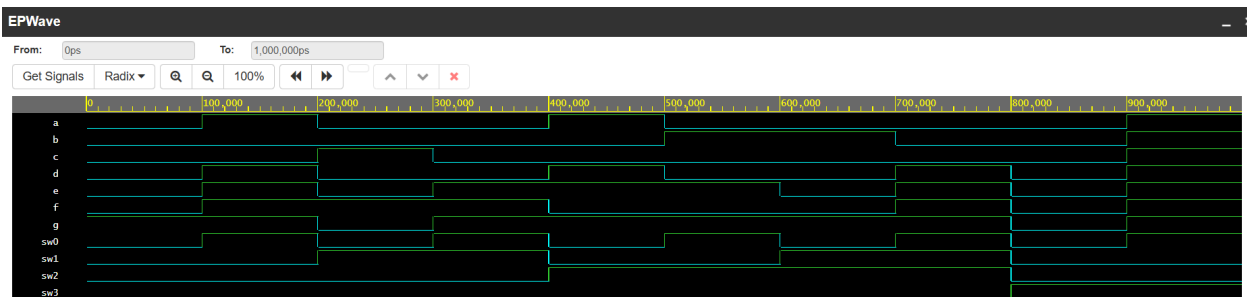 EPWave
From: 0ps To: 1,000,000ps
Get Signals Radix 100%
0 100,000 200,000 300,000 400,000 500,000 600,000 700,000 800,000 900,000
a
b
c
d
e
f
g
sw0
sw1
sw2
sw3